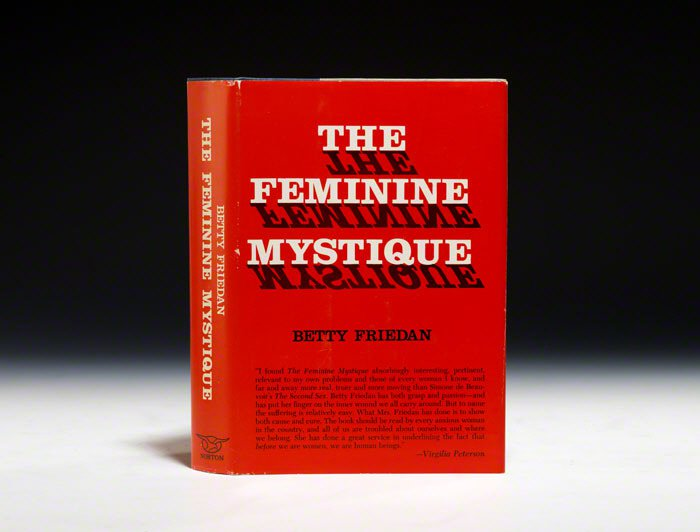 THE FEMININE MYSTIQUE
BETTY FRIEDAN
NORTON
THE
FEMININE
MYSTIQUE
BETTY FRIEDAN
"I found The Feminine Mystique absorbingly interesting, pertinent,
relevant to my own problems and those of every woman I know, and
far and away more real, truer and more moving than Simone de Beau-
voir's The Second Sex. Betty Friedan has both grasp and passion—and
has put her finger on the inner wound we all carry around. But to name
the suffering is relatively easy. What Mrs. Friedan has done is to show
both cause and cure. The book should be read by every anxious woman
in the country, and all of us are troubled about ourselves and where
we belong. She has done a great service in underlining the fact that
before we are women, we are human beings."
—Virgilia Peterson